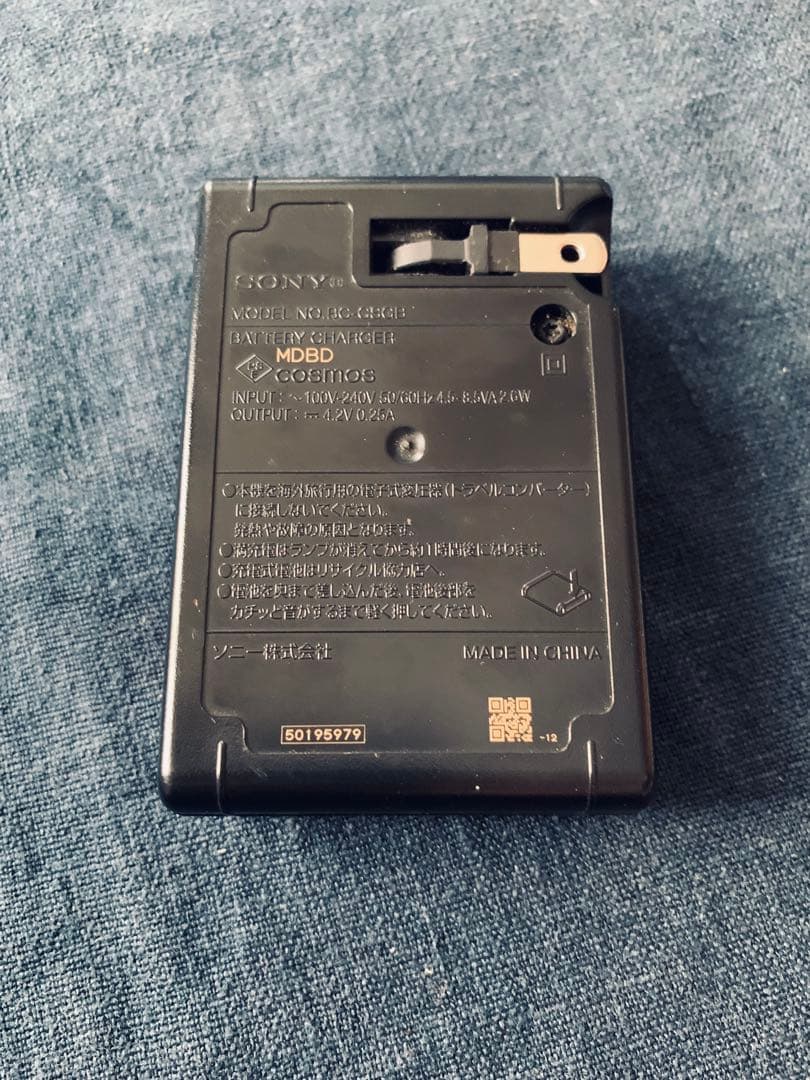 SONY®
MODEL NO. BC-CSGB
BATTERY CHARGER
MDBD
PS
E
cosmos
INPUT: ~100V-240V 50/60Hz 4.5-8.5VA 2.6W
OUTPUT: ⎓ 4.2V 0.25A
○本機を海外旅行用の電子式変圧器(トラベルコンバーター)
に接続しないでください。
発熱や故障の原因となります。
●満充電はランプが消えてから約1時間後になります。
●充電式電池はリサイクル協力店へ。
●電池を奥まで差し込んだ後、電池後部を
カチッと音がするまで軽く押してください。
ソニー株式会社
MADE IN CHINA
50195979
-12